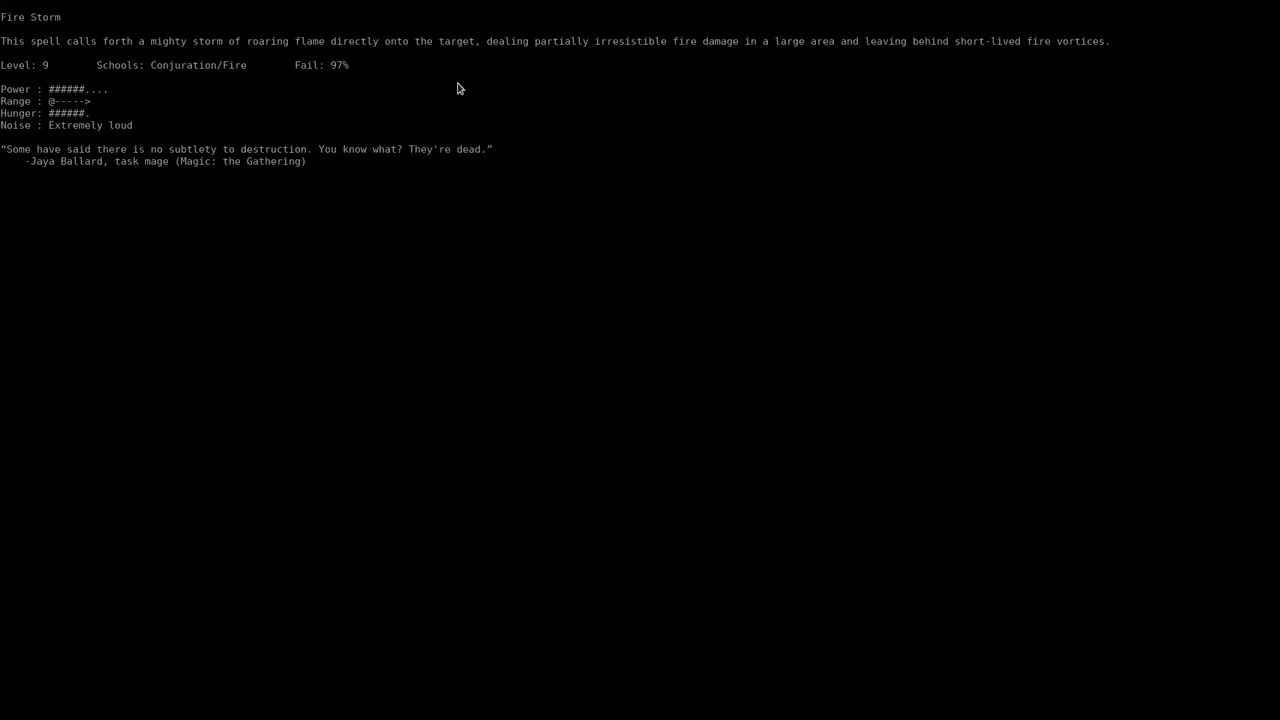 Fire Storm
This spell calls forth a mighty storm of roaring flame directly onto the target, dealing partially irresistible fire damage in a large area and leaving behind short-lived fire vortices.
Level: 9        Schools: Conjuration/Fire        Fail: 97%
Power : ######....
Range : @----->
Hunger: ######.
Noise : Extremely loud
“Some have said there is no subtlety to destruction. You know what? They're dead.”
    -Jaya Ballard, task mage (Magic: the Gathering)